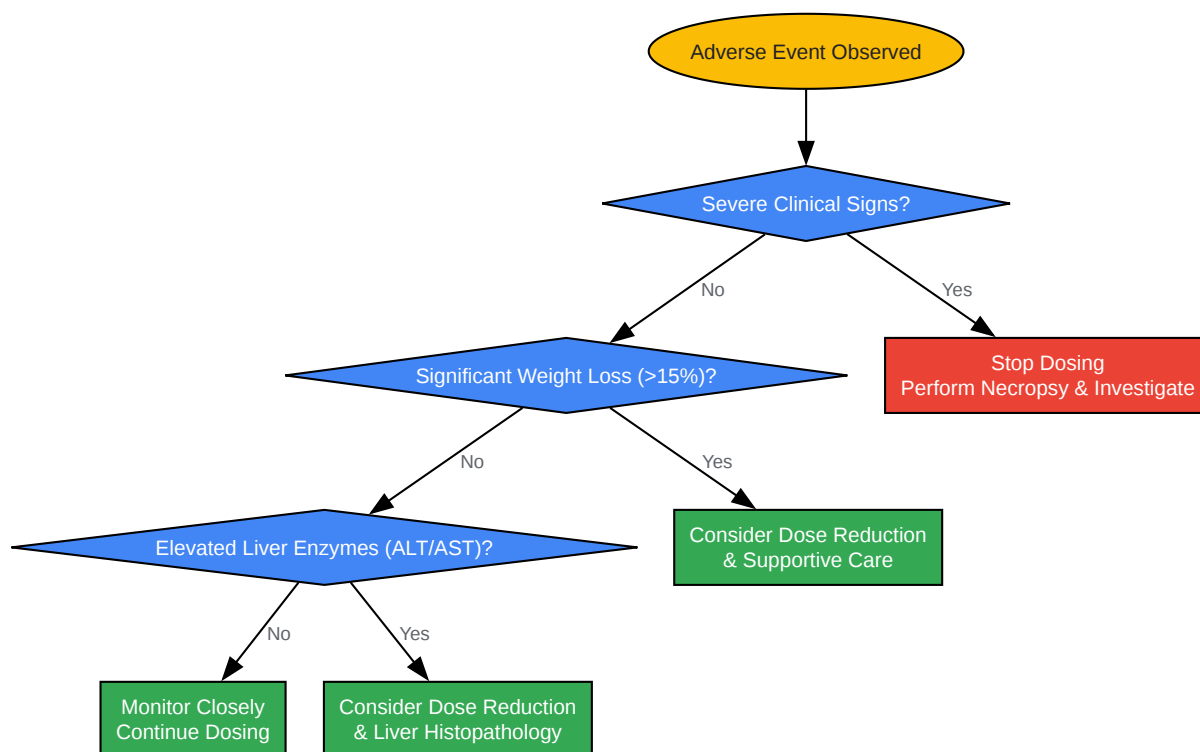 Adverse Event Observed
Severe Clinical Signs?
No
Yes
Significant Weight Loss (>15%)?
Stop Dosing
Perform Necropsy & Investigate
No
Yes
Elevated Liver Enzymes (ALT/AST)?
Consider Dose Reduction
& Supportive Care
No
Yes
Monitor Closely
Continue Dosing
Consider Dose Reduction
& Liver Histopathology